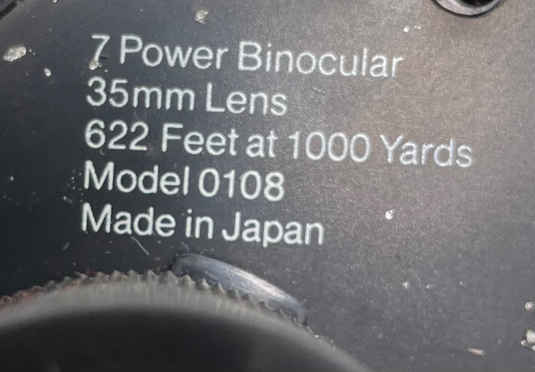 7 Power Binocular
35mm Lens
622 Feet at 1000 Yards
Model 0108
Made in Japan